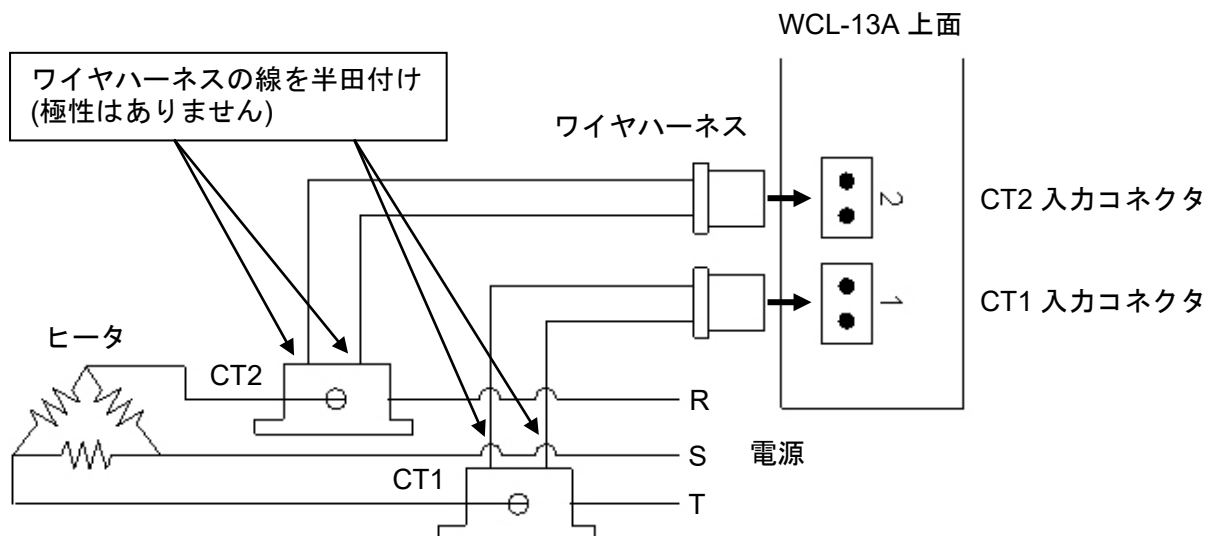 WCL-13A 上面
ワイヤハーネスの線を半田付け
(極性はありません)
ワイヤハーネス
2
CT2 入力コネクタ
1
CT1 入力コネクタ
ヒータ
CT2
R
S
電源
CT1
T